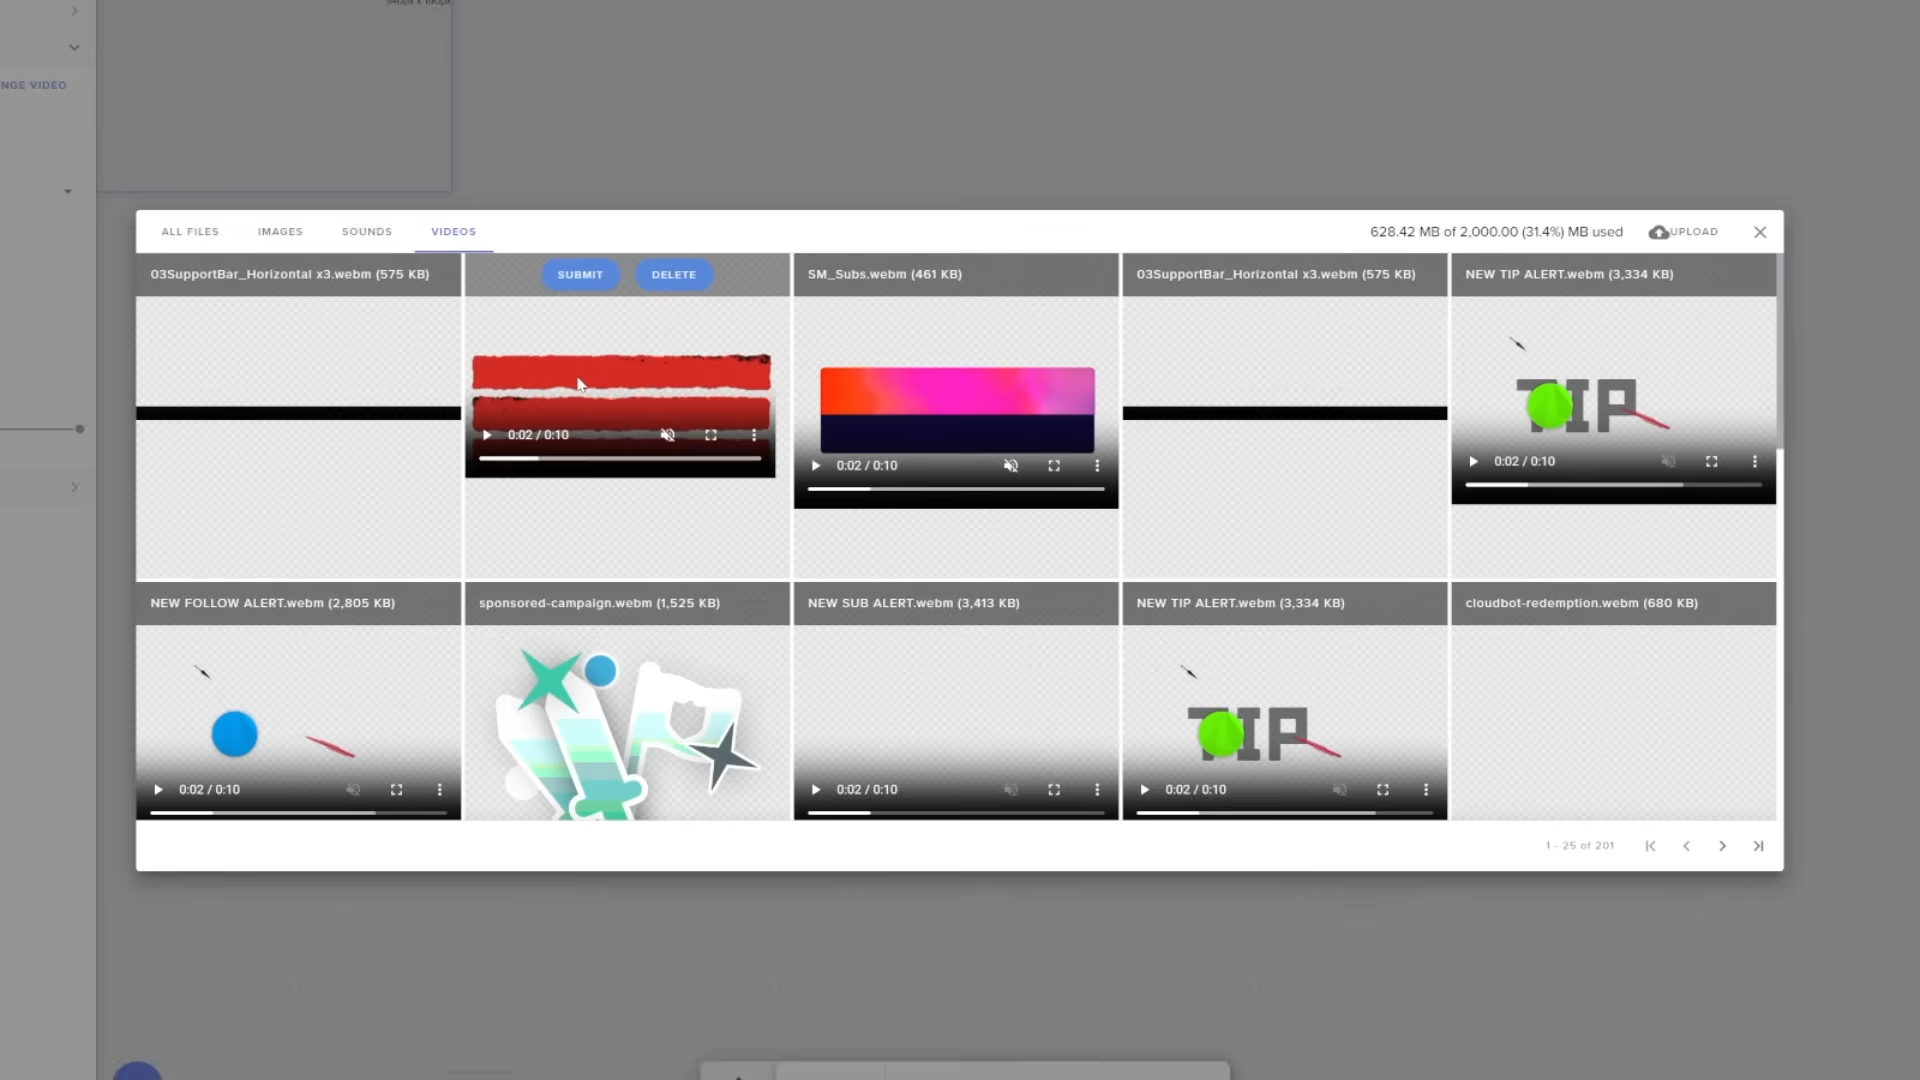 NGE VIDEO
ALL FILES IMAGES SOUNDS VIDEOS 628.42 MB of 2,000.00 (31.4%) MB used UPLOAD
03SupportBar_Horizontal x3.webm (575 KB) SUBMIT DELETE SM_Subs.webm (461 KB) 03SupportBar_Horizontal x3.webm (575 KB) NEW TIP ALERT.webm (3,334 KB)
TIP
0:02 / 0:10 0:02 / 0:10 0:02 / 0:10
NEW FOLLOW ALERT.webm (2,805 KB) sponsored-campaign.webm (1,525 KB) NEW SUB ALERT.webm (3,413 KB) NEW TIP ALERT.webm (3,334 KB) cloudbot-redemption.webm (680 KB)
TIP
0:02 / 0:10 0:02 / 0:10 0:02 / 0:10
1 - 25 of 201